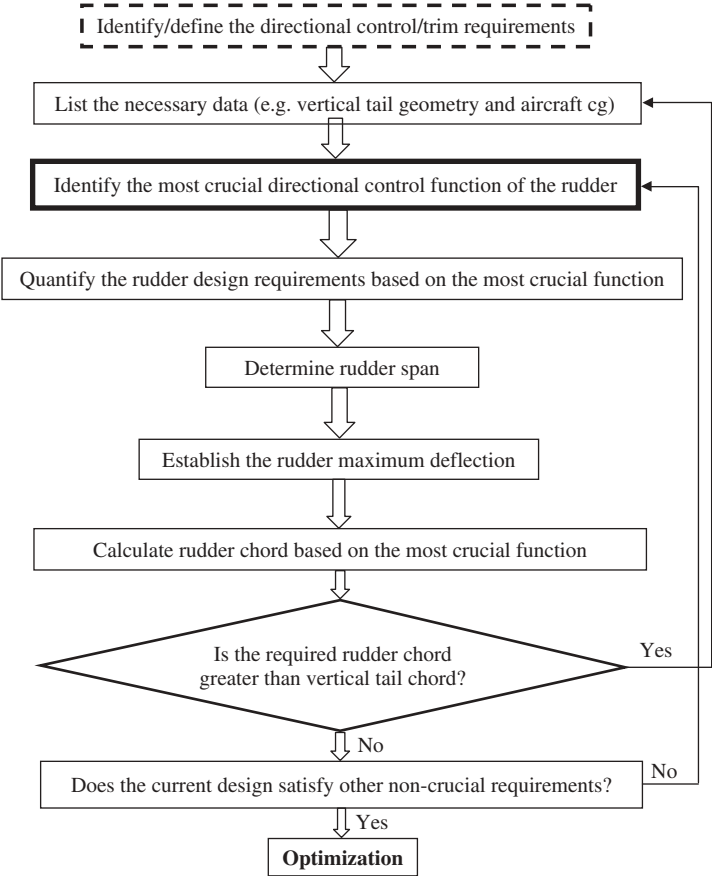 Identify/define the directional control/trim requirements
List the necessary data (e.g. vertical tail geometry and aircraft cg)
Identify the most crucial directional control function of the rudder
Quantify the rudder design requirements based on the most crucial function
Determine rudder span
Establish the rudder maximum deflection
Calculate rudder chord based on the most crucial function
Is the required rudder chord
greater than vertical tail chord?
Yes
No
Does the current design satisfy other non-crucial requirements?
No
Yes
Optimization